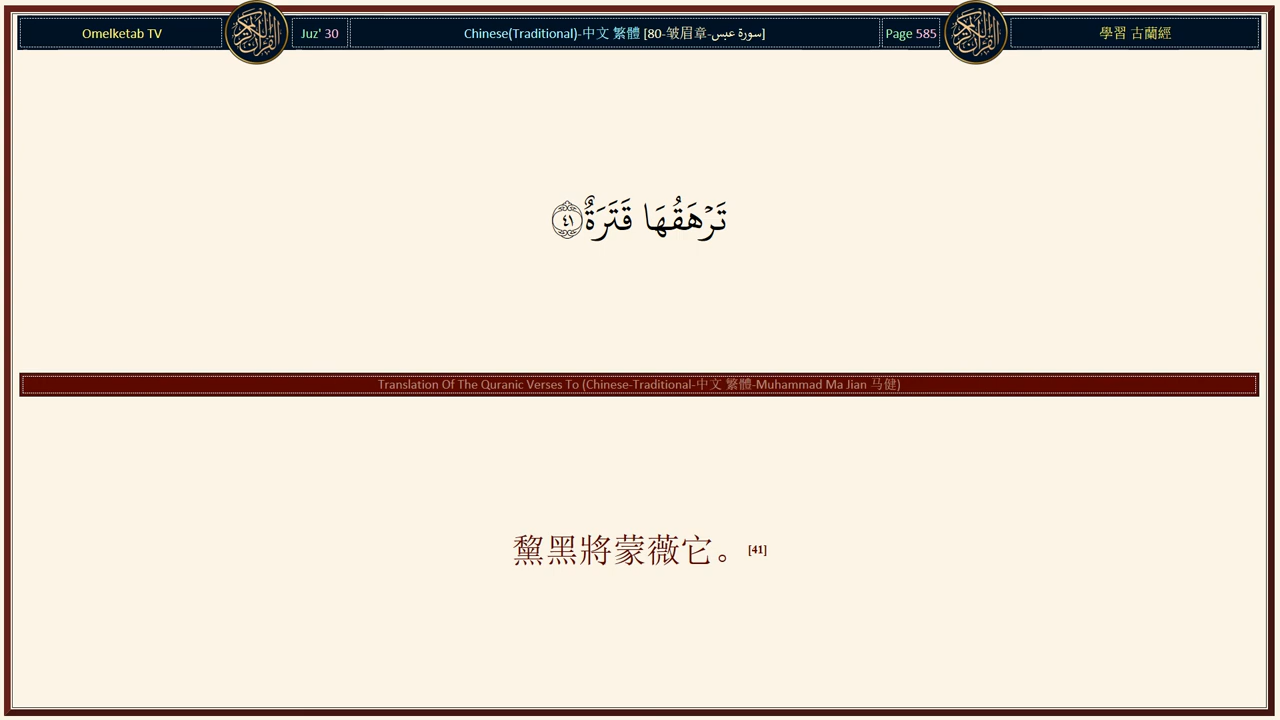 Omelketab TV
Juz' 30
Chinese(Traditional)-中文 繁體 [80-皱眉章-سورة عبس]
Page 585
學習 古蘭經
تَرۡهَقُهَا قَتَرَةٌ ٤١
Translation Of The Quranic Verses To (Chinese-Traditional-中文 繁體-Muhammad Ma Jian 马健)
黧黑將蒙薇它。 [41]